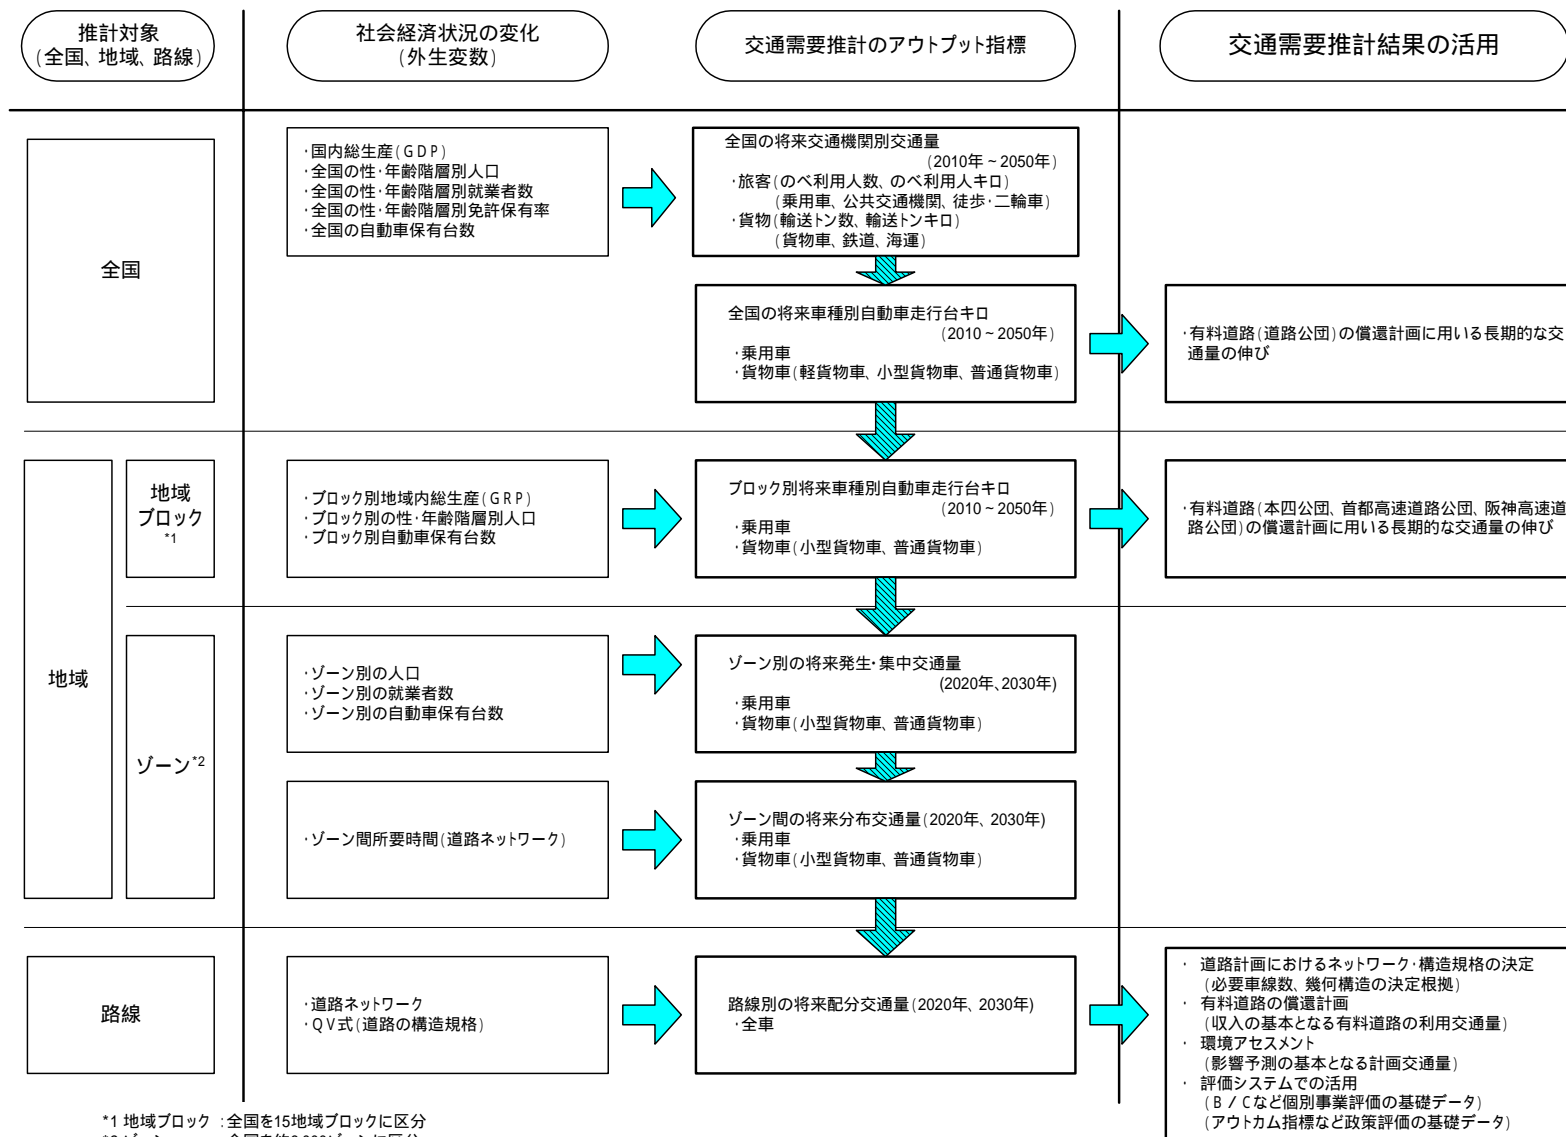 推計対象
(全国、地域、路線)
社会経済状況の変化
(外生変数)
交通需要推計のアウトプット指標
交通需要推計結果の活用
全国
・国内総生産(GDP)
・全国の性・年齢階層別人口
・全国の性・年齢階層別就業者数
・全国の性・年齢階層別免許保有率
・全国の自動車保有台数
全国の将来交通機関別交通量
(2010年~2050年)
・旅客(のべ利用人数、のべ利用人キロ)
(乗用車、公共交通機関、徒歩・二輪車)
・貨物(輸送トン数、輸送トンキロ)
(貨物車、鉄道、海運)
全国の将来車種別自動車走行台キロ
(2010~2050年)
・乗用車
・貨物車(軽貨物車、小型貨物車、普通貨物車)
・有料道路(道路公団)の償還計画に用いる長期的な交
通量の伸び
地域
地域
ブロック
*1
・ブロック別地域内総生産(GRP)
・ブロック別の性・年齢階層別人口
・ブロック別自動車保有台数
ブロック別将来車種別自動車走行台キロ
(2010~2050年)
・乗用車
・貨物車(小型貨物車、普通貨物車)
・有料道路(本四公団、首都高速道路公団、阪神高速道
路公団)の償還計画に用いる長期的な交通量の伸び
ゾーン*2
・ゾーン別の人口
・ゾーン別の就業者数
・ゾーン別の自動車保有台数
ゾーン別の将来発生・集中交通量
(2020年、2030年)
・乗用車
・貨物車(小型貨物車、普通貨物車)
・ゾーン間所要時間(道路ネットワーク)
ゾーン間の将来分布交通量(2020年、2030年)
・乗用車
・貨物車(小型貨物車、普通貨物車)
路線
・道路ネットワーク
・QV式(道路の構造規格)
路線別の将来配分交通量(2020年、2030年)
・全車
・ 道路計画におけるネットワーク・構造規格の決定
(必要車線数、幾何構造の決定根拠)
・ 有料道路の償還計画
(収入の基本となる有料道路の利用交通量)
・ 環境アセスメント
(影響予測の基本となる計画交通量)
・ 評価システムでの活用
(B/Cなど個別事業評価の基礎データ)
(アウトカム指標など政策評価の基礎データ)
*1 地域ブロック :全国を15地域ブロックに区分